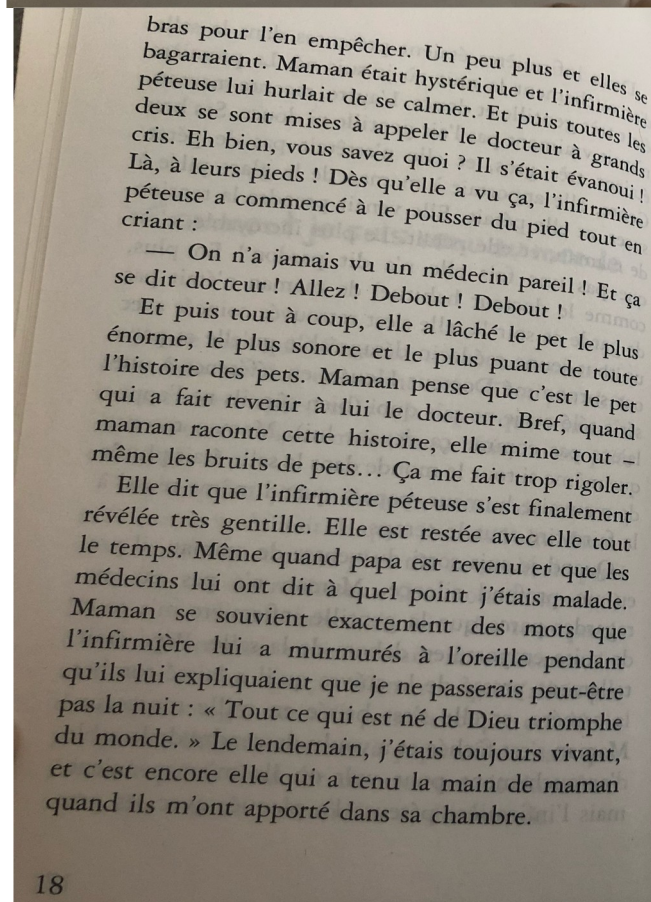 bras pour l'en empêcher. Un peu plus et elles se
bagarraient. Maman était hystérique et l'infirmière
péteuse lui hurlait de se calmer. Et puis toutes les
deux se sont mises à appeler le docteur à grands
cris. Eh bien, vous savez quoi ? Il s'était évanoui !
Là, à leurs pieds ! Dès qu'elle a vu ça, l'infirmière
péteuse a commencé à le pousser du pied tout en
criant :
— On n'a jamais vu un médecin pareil ! Et ça
se dit docteur ! Allez ! Debout ! Debout !
Et puis tout à coup, elle a lâché le pet le plus
énorme, le plus sonore et le plus puant de toute
l'histoire des pets. Maman pense que c'est le pet
qui a fait revenir à lui le docteur. Bref, quand
maman raconte cette histoire, elle mime tout –
même les bruits de pets… Ça me fait trop rigoler.
Elle dit que l'infirmière péteuse s'est finalement
révélée très gentille. Elle est restée avec elle tout
le temps. Même quand papa est revenu et que les
médecins lui ont dit à quel point j'étais malade.
Maman se souvient exactement des mots que
l'infirmière lui a murmurés à l'oreille pendant
qu'ils lui expliquaient que je ne passerais peut-être
pas la nuit : « Tout ce qui est né de Dieu triomphe
du monde. » Le lendemain, j'étais toujours vivant,
et c'est encore elle qui a tenu la main de maman
quand ils m'ont apporté dans sa chambre.
18